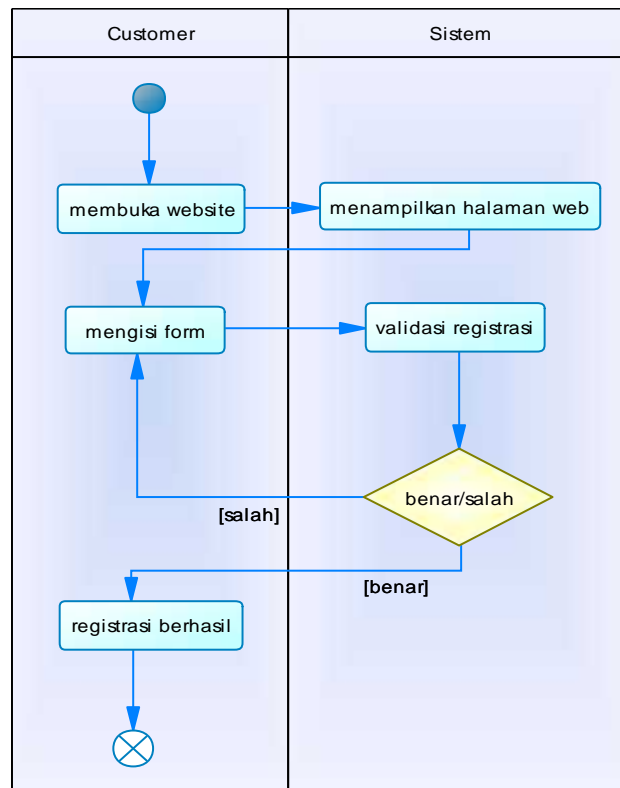 Customer
Sistem
membuka website
menampilkan halaman web
mengisi form
validasi registrasi
benar/salah
[salah]
[benar]
registrasi berhasil